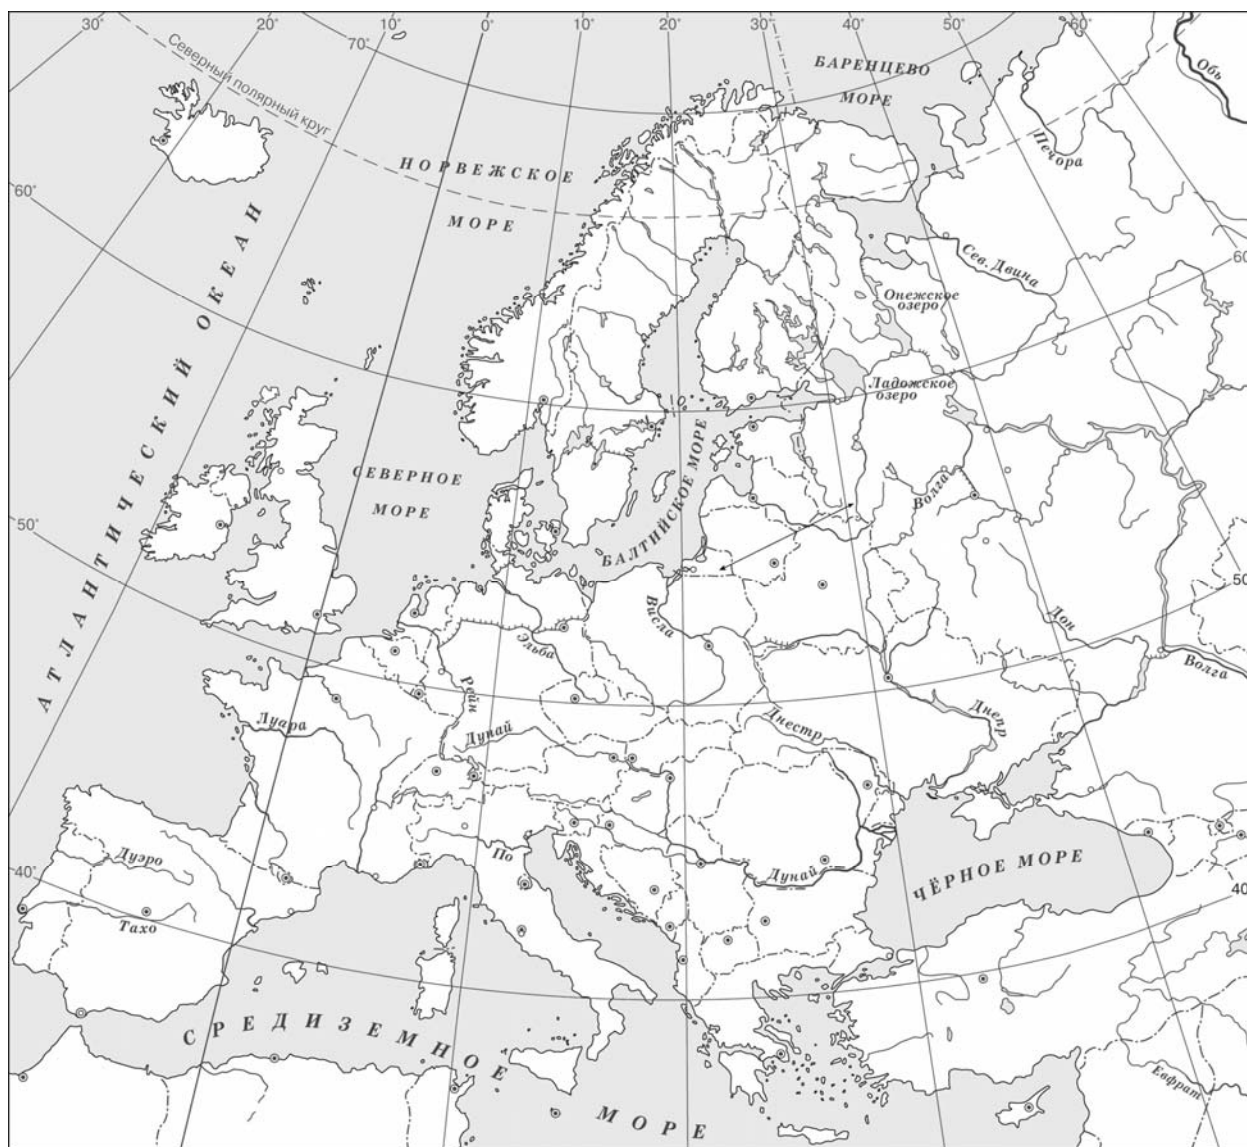 30°
20°
10°
0°
10°
20°
30°
40°
50°
60°
70°
Северный полярный круг
БАРЕНЦЕВО
МОРЕ
Обь
Печора
НОРВЕЖСКОЕ
МОРЕ
60°
60°
Сев. Двина
Онежское
озеро
Ладожское
озеро
АТЛАНТИЧЕСКИЙ ОКЕАН
СЕВЕРНОЕ
МОРЕ
БАЛТИЙСКОЕ МОРЕ
Волга
50°
50°
Висла
Эльба
Рейн
Дон
Волга
Луара
Дунай
Днестр
Днепр
Дуэро
Тахо
По
Дунай
ЧЁРНОЕ МОРЕ
40°
40°
СРЕДИЗЕМНОЕ
МОРЕ
Евфрат